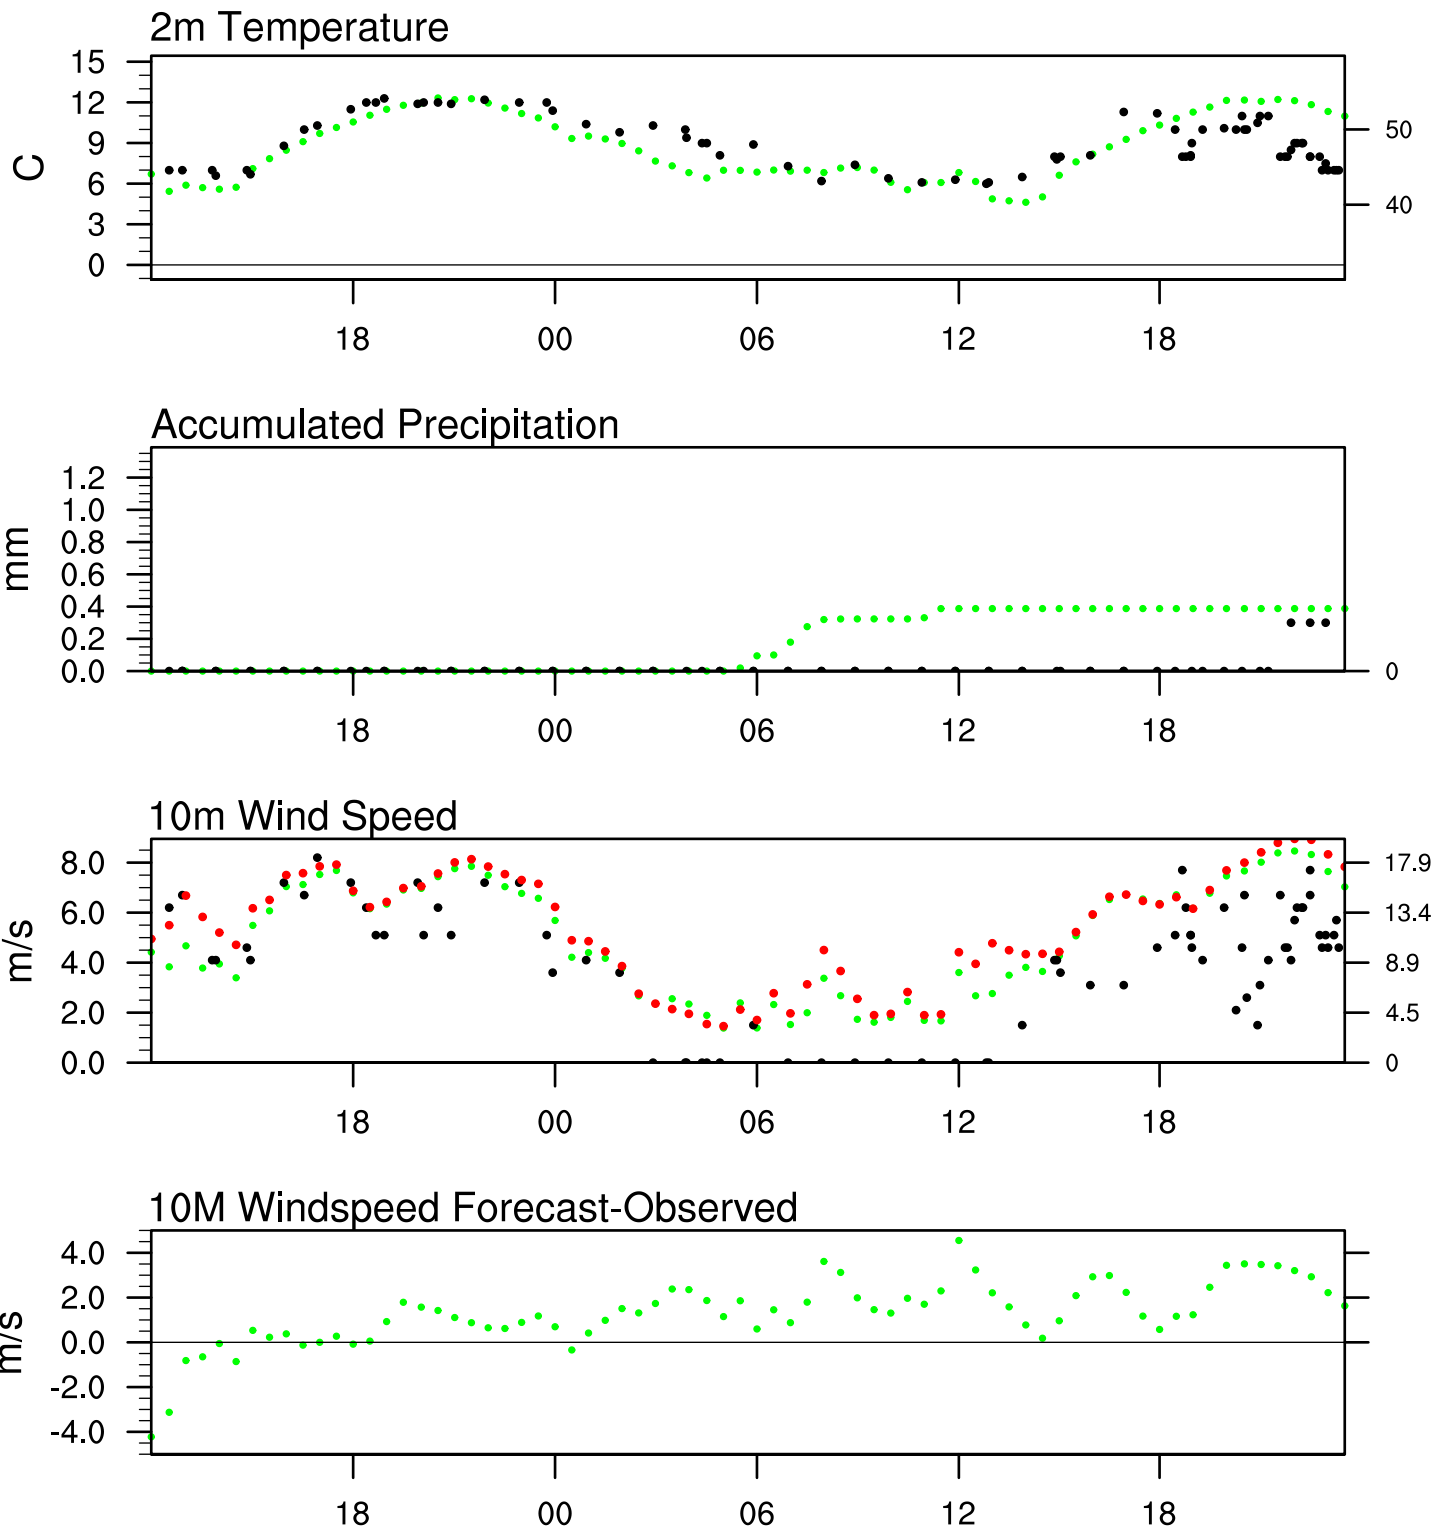 2m Temperature
15
12
9
6
3
0
C
50
40
18 00 06 12 18
Accumulated Precipitation
1.2
1.0
0.8
0.6
0.4
0.2
0.0
mm
0
18 00 06 12 18
10m Wind Speed
8.0
6.0
4.0
2.0
0.0
m/s
17.9
13.4
8.9
4.5
0
18 00 06 12 18
10M Windspeed Forecast-Observed
4.0
2.0
0.0
-2.0
-4.0
m/s
18 00 06 12 18